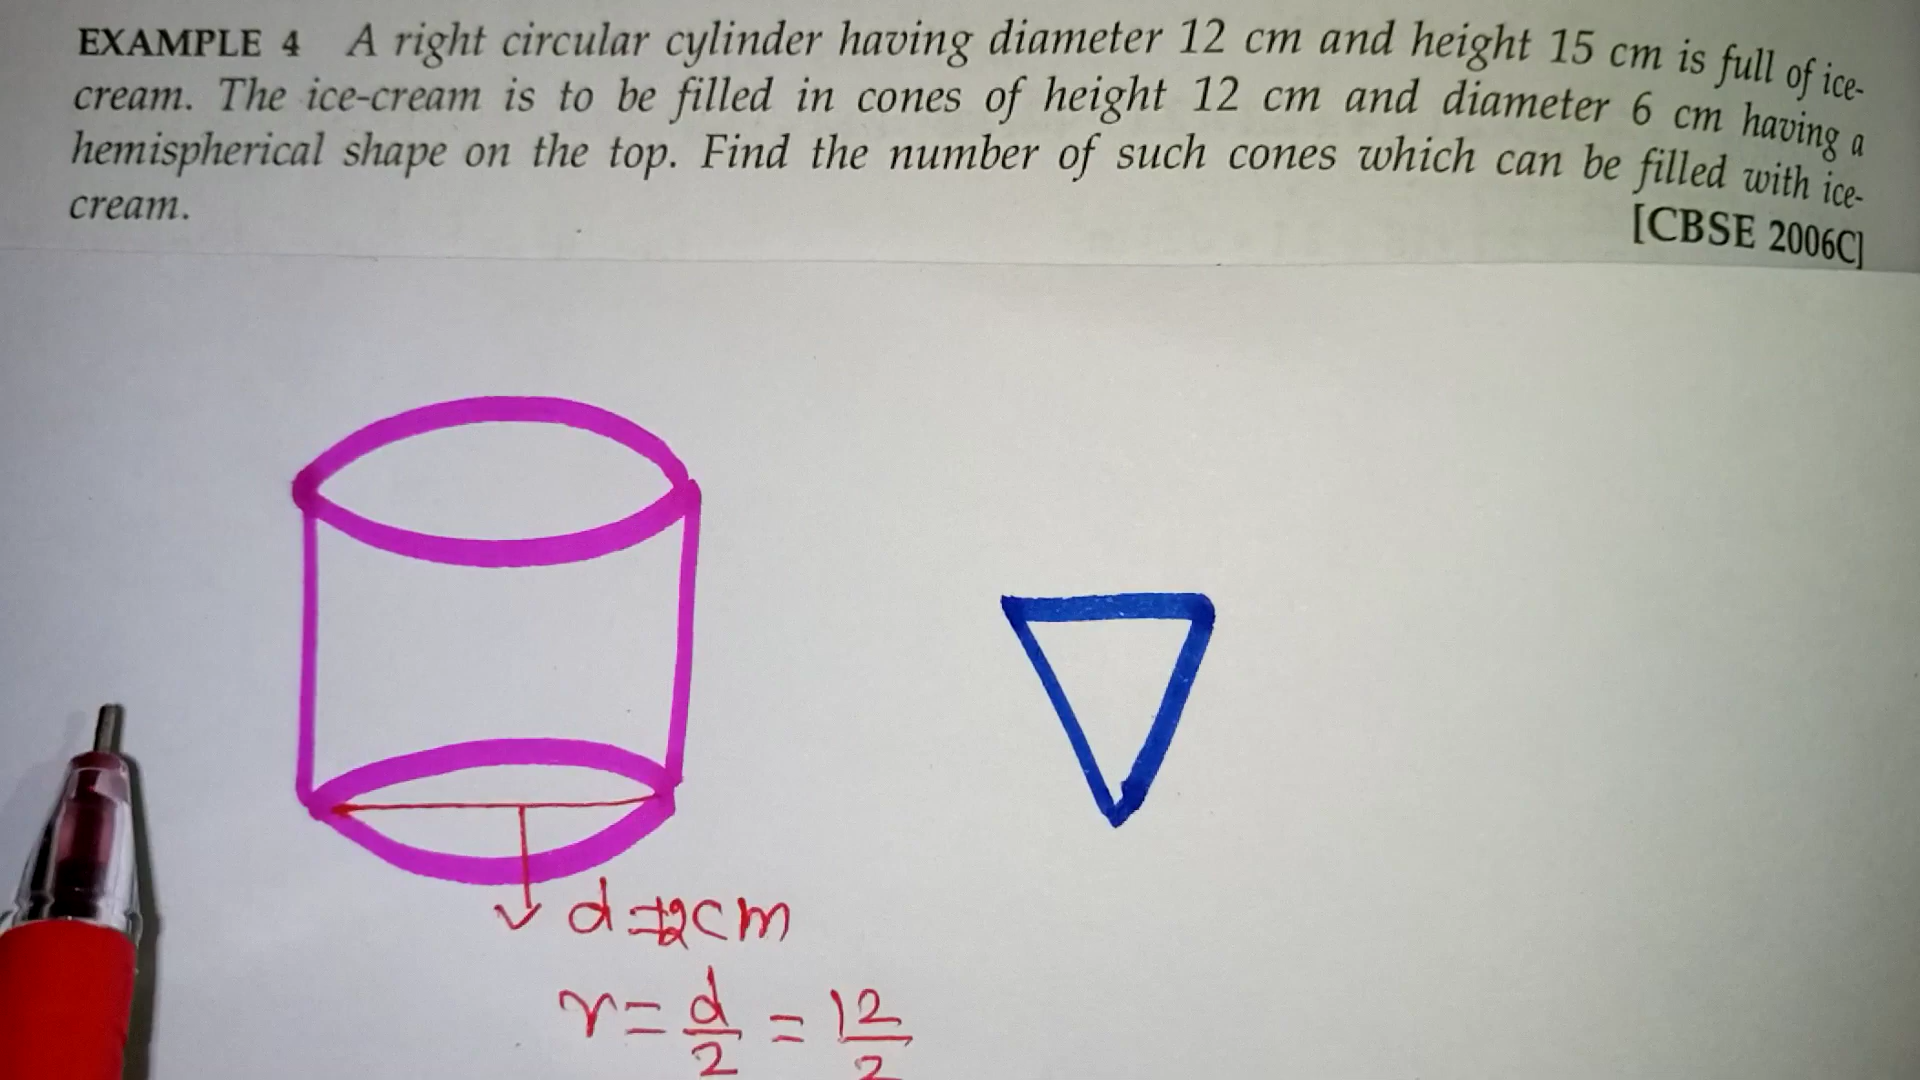 EXAMPLE 4 A right circular cylinder having diameter 12 cm and height 15 cm is full of ice-
cream. The ice-cream is to be filled in cones of height 12 cm and diameter 6 cm having a
hemispherical shape on the top. Find the number of such cones which can be filled with ice-
cream.
[CBSE 2006C]
d=12cm
r = d/2 = 12/2